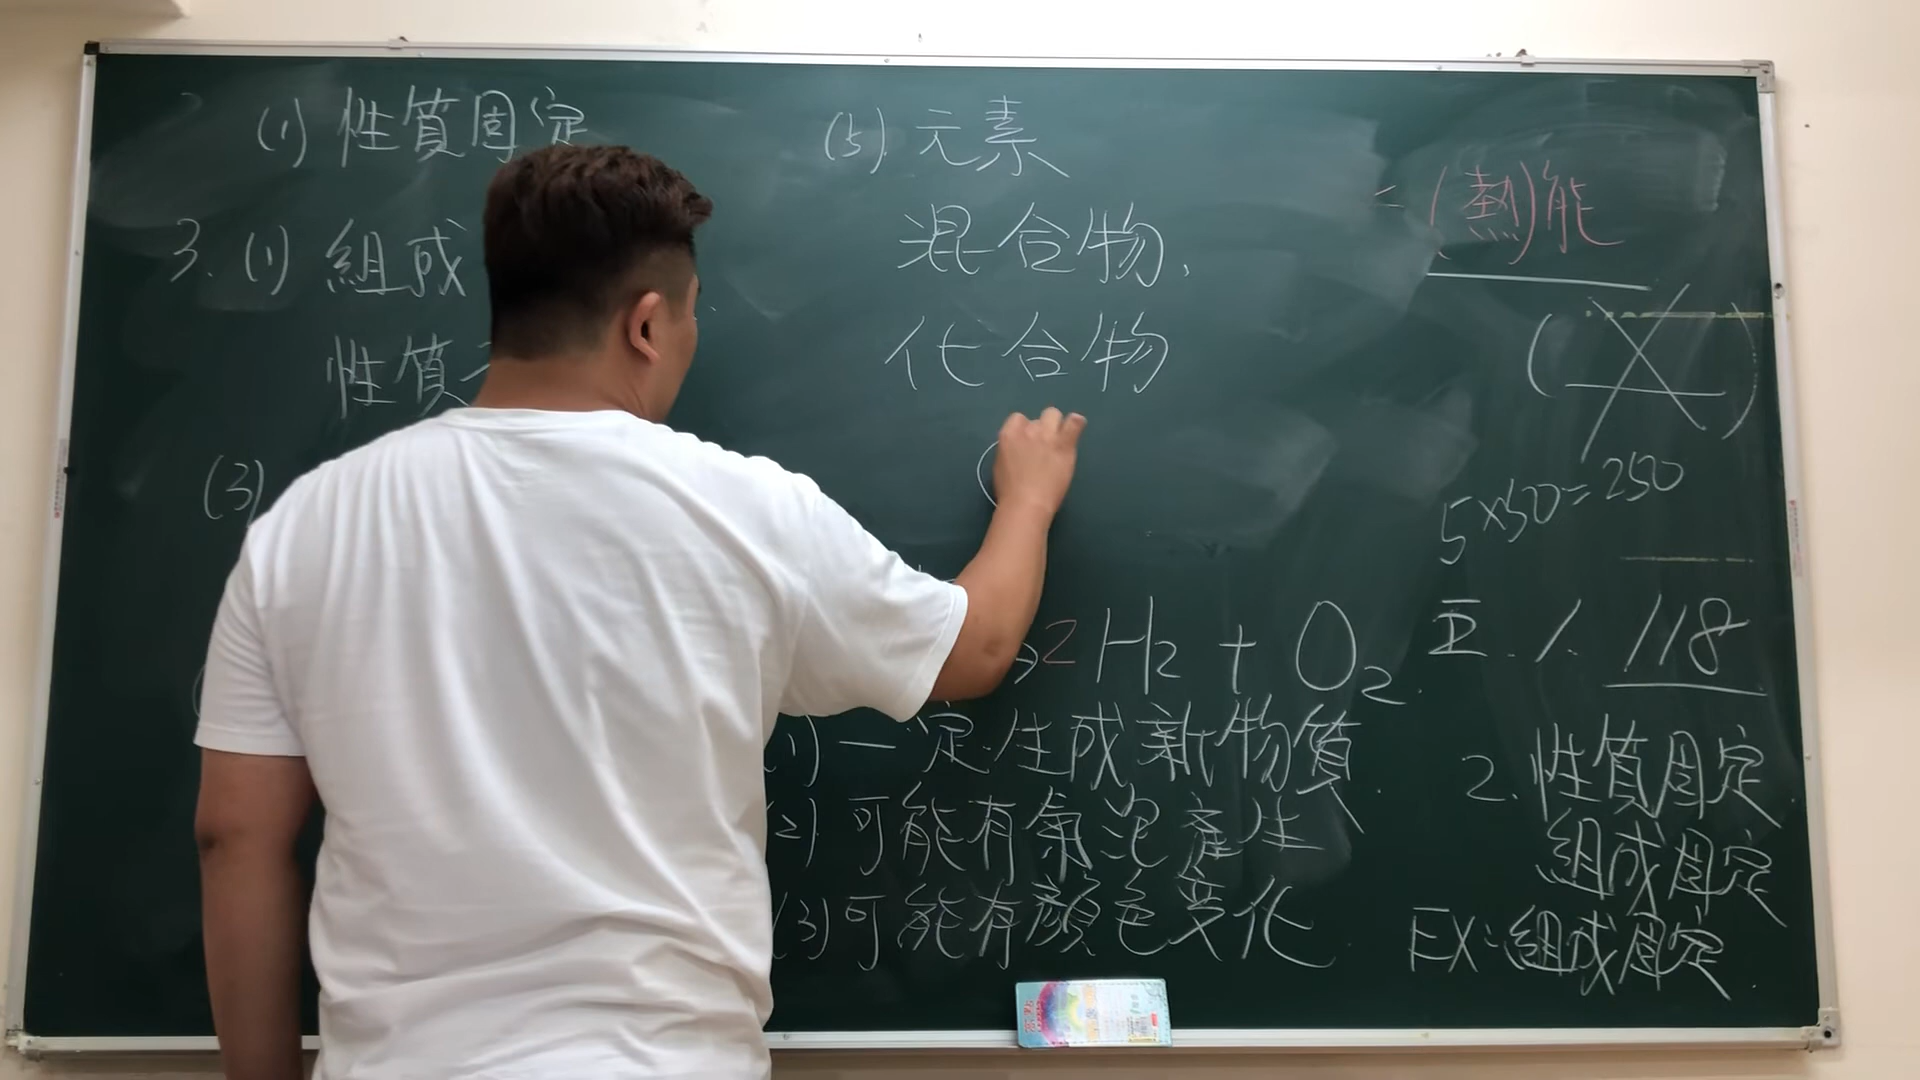 (1) 性質固定
3. (1) 組成
性質
(3)
(5). 元素
混合物.
化合物
2 H2 + O2.
(1) 一定生成新物質.
(2). 可能有氣泡產生
(3) 可能有顏色變化
= (熱)能
5×50=250
1. 118
2. 性質固定
組成固定
EX: 組成固定